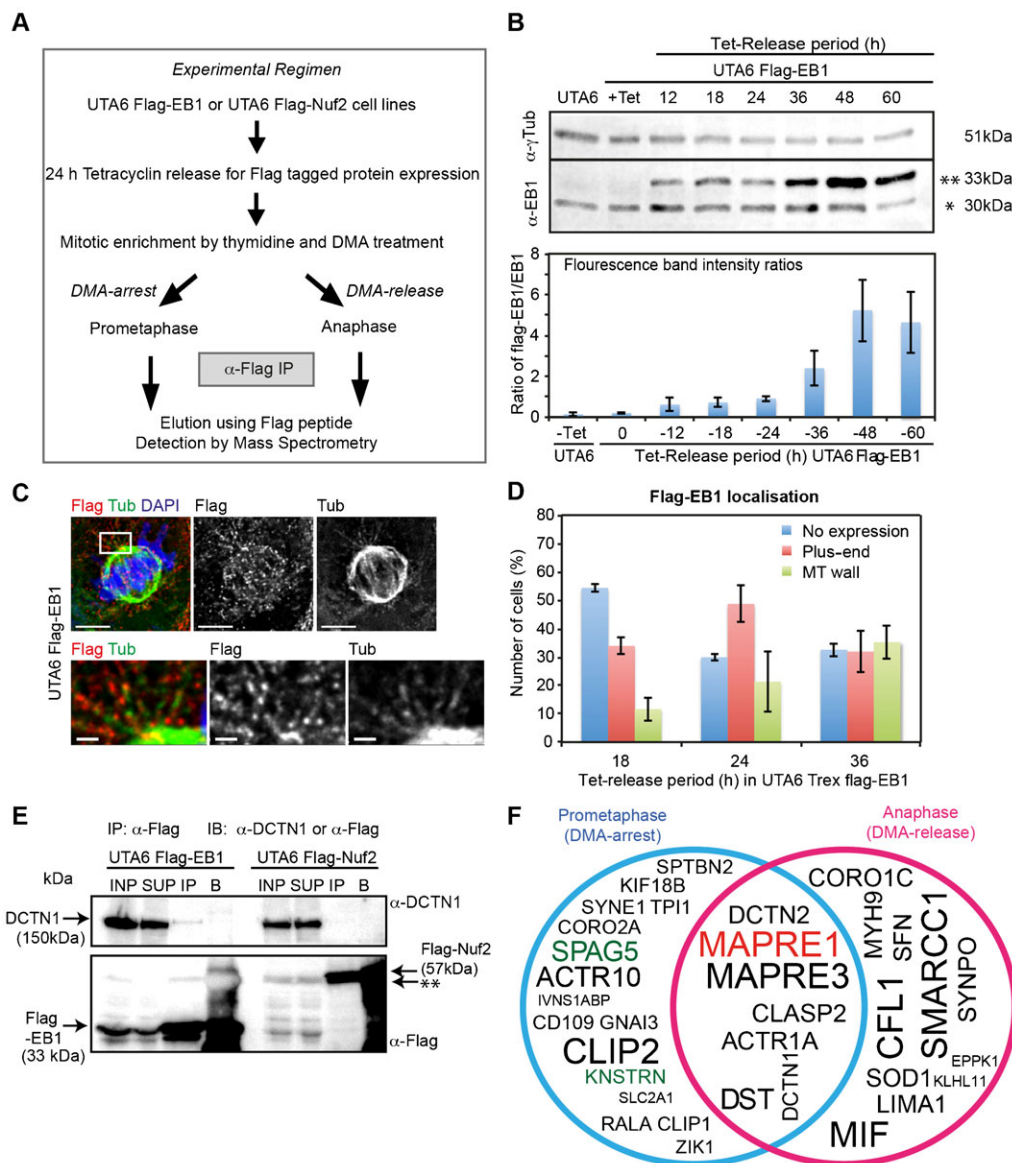 A
Experimental Regimen
UTA6 Flag-EB1 or UTA6 Flag-Nuf2 cell lines
24 h Tetracyclin release for Flag tagged protein expression
Mitotic enrichment by thymidine and DMA treatment
DMA-arrest
DMA-release
Prometaphase
Anaphase
α-Flag IP
Elution using Flag peptide
Detection by Mass Spectrometry
B
Tet-Release period (h)
UTA6 Flag-EB1
UTA6 +Tet 12 18 24 36 48 60
α-γTub
51kDa
α-EB1
** 33kDa
* 30kDa
Flourescence band intensity ratios
Ratio of flag-EB1/EB1
8
6
4
2
0
-Tet 0 -12 -18 -24 -36 -48 -60
UTA6
Tet-Release period (h) UTA6 Flag-EB1
C
Flag Tub DAPI
Flag
Tub
UTA6 Flag-EB1
Flag Tub
Flag
Tub
D
Flag-EB1 localisation
Number of cells (%)
80
70
60
50
40
30
20
10
0
No expression
Plus-end
MT wall
18 24 36
Tet-release period (h) in UTA6 Trex flag-EB1
E
IP: α-Flag IB: α-DCTN1 or α-Flag
UTA6 Flag-EB1 UTA6 Flag-Nuf2
kDa
INP SUP IP B INP SUP IP B
α-DCTN1
DCTN1
(150kDa)
Flag-Nuf2
(57kDa)
**
Flag
-EB1
(33 kDa)
α-Flag
F
Prometaphase
(DMA-arrest)
Anaphase
(DMA-release)
SPTBN2
KIF18B
SYNE1 TPI1
CORO2A
SPAG5
ACTR10
IVNS1ABP
CD109 GNAI3
CLIP2
KNSTRN
SLC2A1
RALA CLIP1
ZIK1
DCTN2
MAPRE1
MAPRE3
CLASP2
ACTR1A
DST
DCTN1
CORO1C
MYH9
SFN
CFL1
SMARCC1
SYNPO
EPPK1
SOD1
KLHL11
LIMA1
MIF